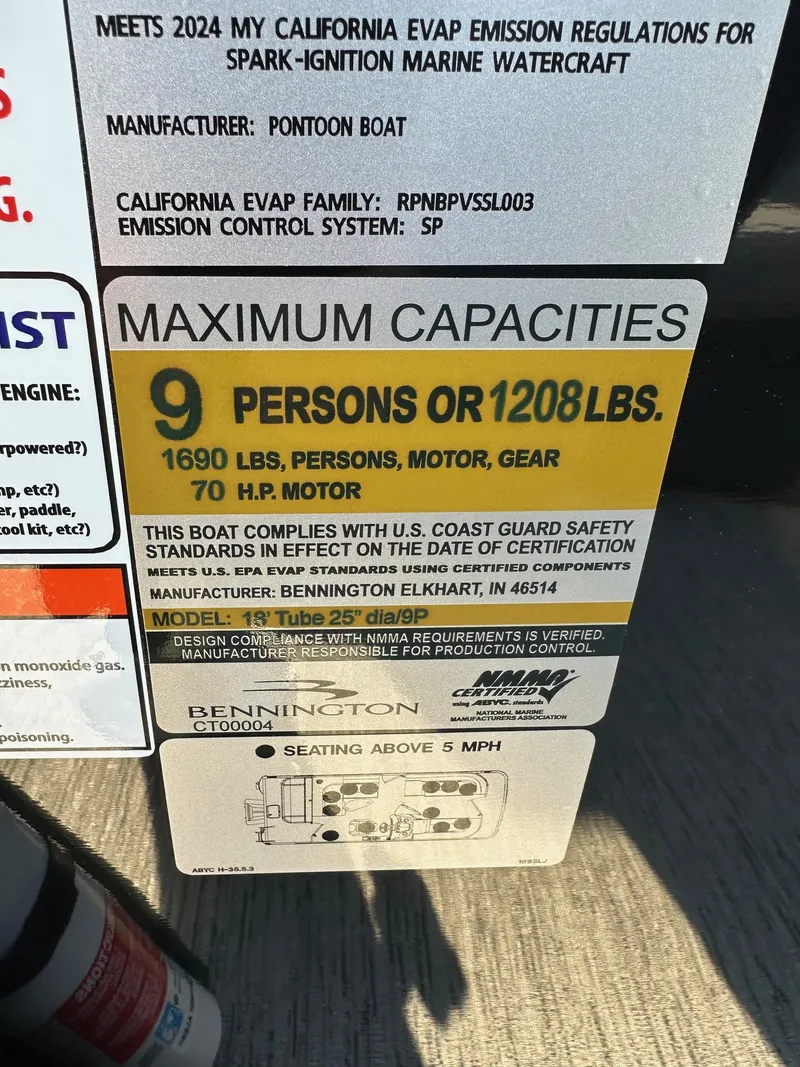 MEETS 2024 MY CALIFORNIA EVAP EMISSION REGULATIONS FOR
SPARK-IGNITION MARINE WATERCRAFT
MANUFACTURER: PONTOON BOAT
CALIFORNIA EVAP FAMILY: RPNBPVSSL003
EMISSION CONTROL SYSTEM: SP
S
G.
IST
ENGINE:
rpowered?)
np, etc?)
er, paddle,
ool kit, etc?)
n monoxide gas.
zziness,
poisoning.
MAXIMUM CAPACITIES
9 PERSONS OR 1208 LBS.
1690 LBS, PERSONS, MOTOR, GEAR
70 H.P. MOTOR
THIS BOAT COMPLIES WITH U.S. COAST GUARD SAFETY
STANDARDS IN EFFECT ON THE DATE OF CERTIFICATION
MEETS U.S. EPA EVAP STANDARDS USING CERTIFIED COMPONENTS
MANUFACTURER: BENNINGTON ELKHART, IN 46514
MODEL: 18' Tube 25" dia/9P
DESIGN COMPLIANCE WITH NMMA REQUIREMENTS IS VERIFIED.
MANUFACTURER RESPONSIBLE FOR PRODUCTION CONTROL.
BENNINGTON
CT00004
NMMA
CERTIFIED
using ABYC. standards
NATIONAL MARINE
MANUFACTURERS ASSOCIATION
SEATING ABOVE 5 MPH
ABYC H-35.5.3